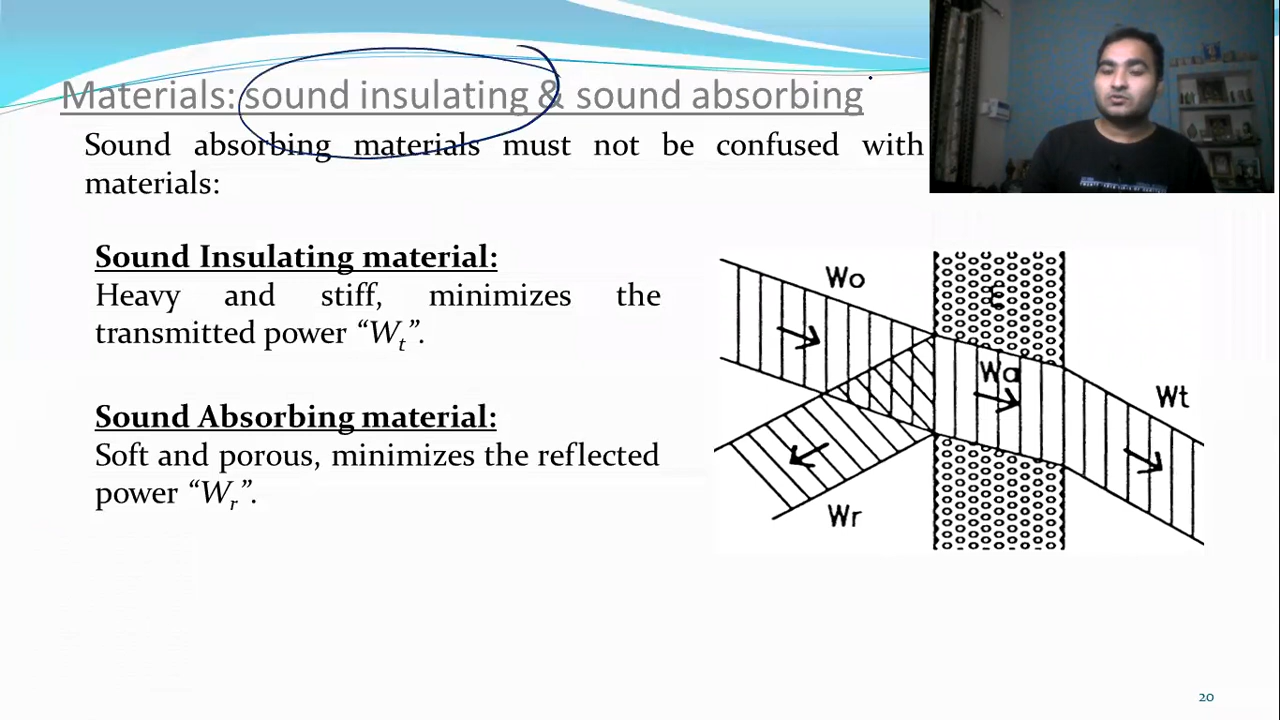 Materials: sound insulating & sound absorbing
Sound absorbing materials must not be confused with
materials:
Sound Insulating material:
Heavy and stiff, minimizes the
transmitted power “Wt”.
Sound Absorbing material:
Soft and porous, minimizes the reflected
power “Wr”.
Wo
Wa
Wt
Wr
20